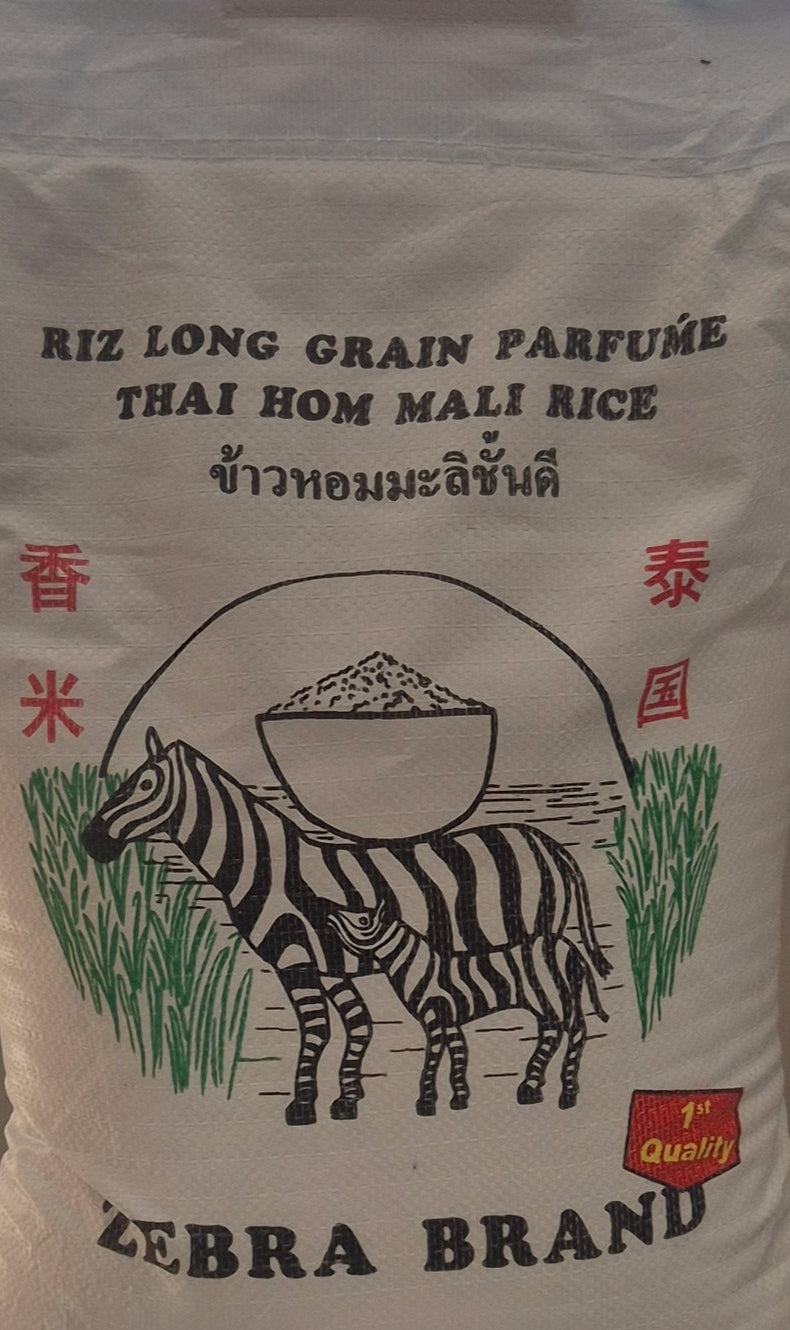 RIZ LONG GRAIN PARFUMÉ
THAI HOM MALI RICE
ข้าวหอมมะลิชั้นดี
香米
泰国
1st
Quality
ZEBRA BRAND